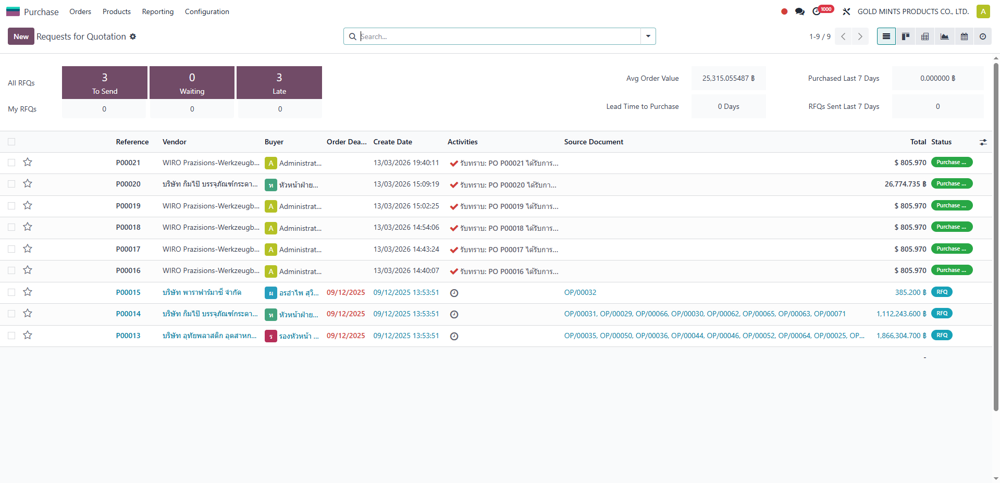 Purchase Orders Products Reporting Configuration 1000 GOLD MINTS PRODUCTS CO., LTD. A
New Requests for Quotation Search... 1-9 / 9
All RFQs 3 To Send 0 Waiting 3 Late
My RFQs 0 0 0
Avg Order Value 25,315.055487 ฿ Purchased Last 7 Days 0.000000 ฿
Lead Time to Purchase 0 Days RFQs Sent Last 7 Days 0
Reference Vendor Buyer Order Dea... Create Date Activities Source Document Total Status
P00021 WIRO Prazisions-Werkzeugb... A Administrat... 13/03/2026 19:40:11 รับทราบ: PO P00021 ได้รับการ... $ 805.970 Purchase ...
P00020 บริษัท กิมไป๊ บรรจุภัณฑ์กระดา... ห หัวหน้าฝ่าย... 13/03/2026 15:09:19 รับทราบ: PO P00020 ได้รับกา... 26,774.735 ฿ Purchase ...
P00019 WIRO Prazisions-Werkzeugb... A Administrat... 13/03/2026 15:02:25 รับทราบ: PO P00019 ได้รับการ... $ 805.970 Purchase ...
P00018 WIRO Prazisions-Werkzeugb... A Administrat... 13/03/2026 14:54:06 รับทราบ: PO P00018 ได้รับการ... $ 805.970 Purchase ...
P00017 WIRO Prazisions-Werkzeugb... A Administrat... 13/03/2026 14:43:24 รับทราบ: PO P00017 ได้รับการ... $ 805.970 Purchase ...
P00016 WIRO Prazisions-Werkzeugb... A Administrat... 13/03/2026 14:40:07 รับทราบ: PO P00016 ได้รับการ... $ 805.970 Purchase ...
P00015 บริษัท พาราฟาร์มาซี จำกัด ผ อรอำไพ สุวิ... 09/12/2025 09/12/2025 13:53:51 OP/00032 385.200 ฿ RFQ
P00014 บริษัท กิมไป๊ บรรจุภัณฑ์กระดา... ห หัวหน้าฝ่าย... 09/12/2025 09/12/2025 13:53:51 OP/00031, OP/00029, OP/00066, OP/00030, OP/00062, OP/00065, OP/00063, OP/00071 1,112,243.600 ฿ RFQ
P00013 บริษัท อุทัยพลาสติก อุตสาหก... ร รองหัวหน้า ... 09/12/2025 09/12/2025 13:53:51 OP/00035, OP/00050, OP/00036, OP/00044, OP/00046, OP/00052, OP/00064, OP/00025, OP... 1,866,304.700 ฿ RFQ
-